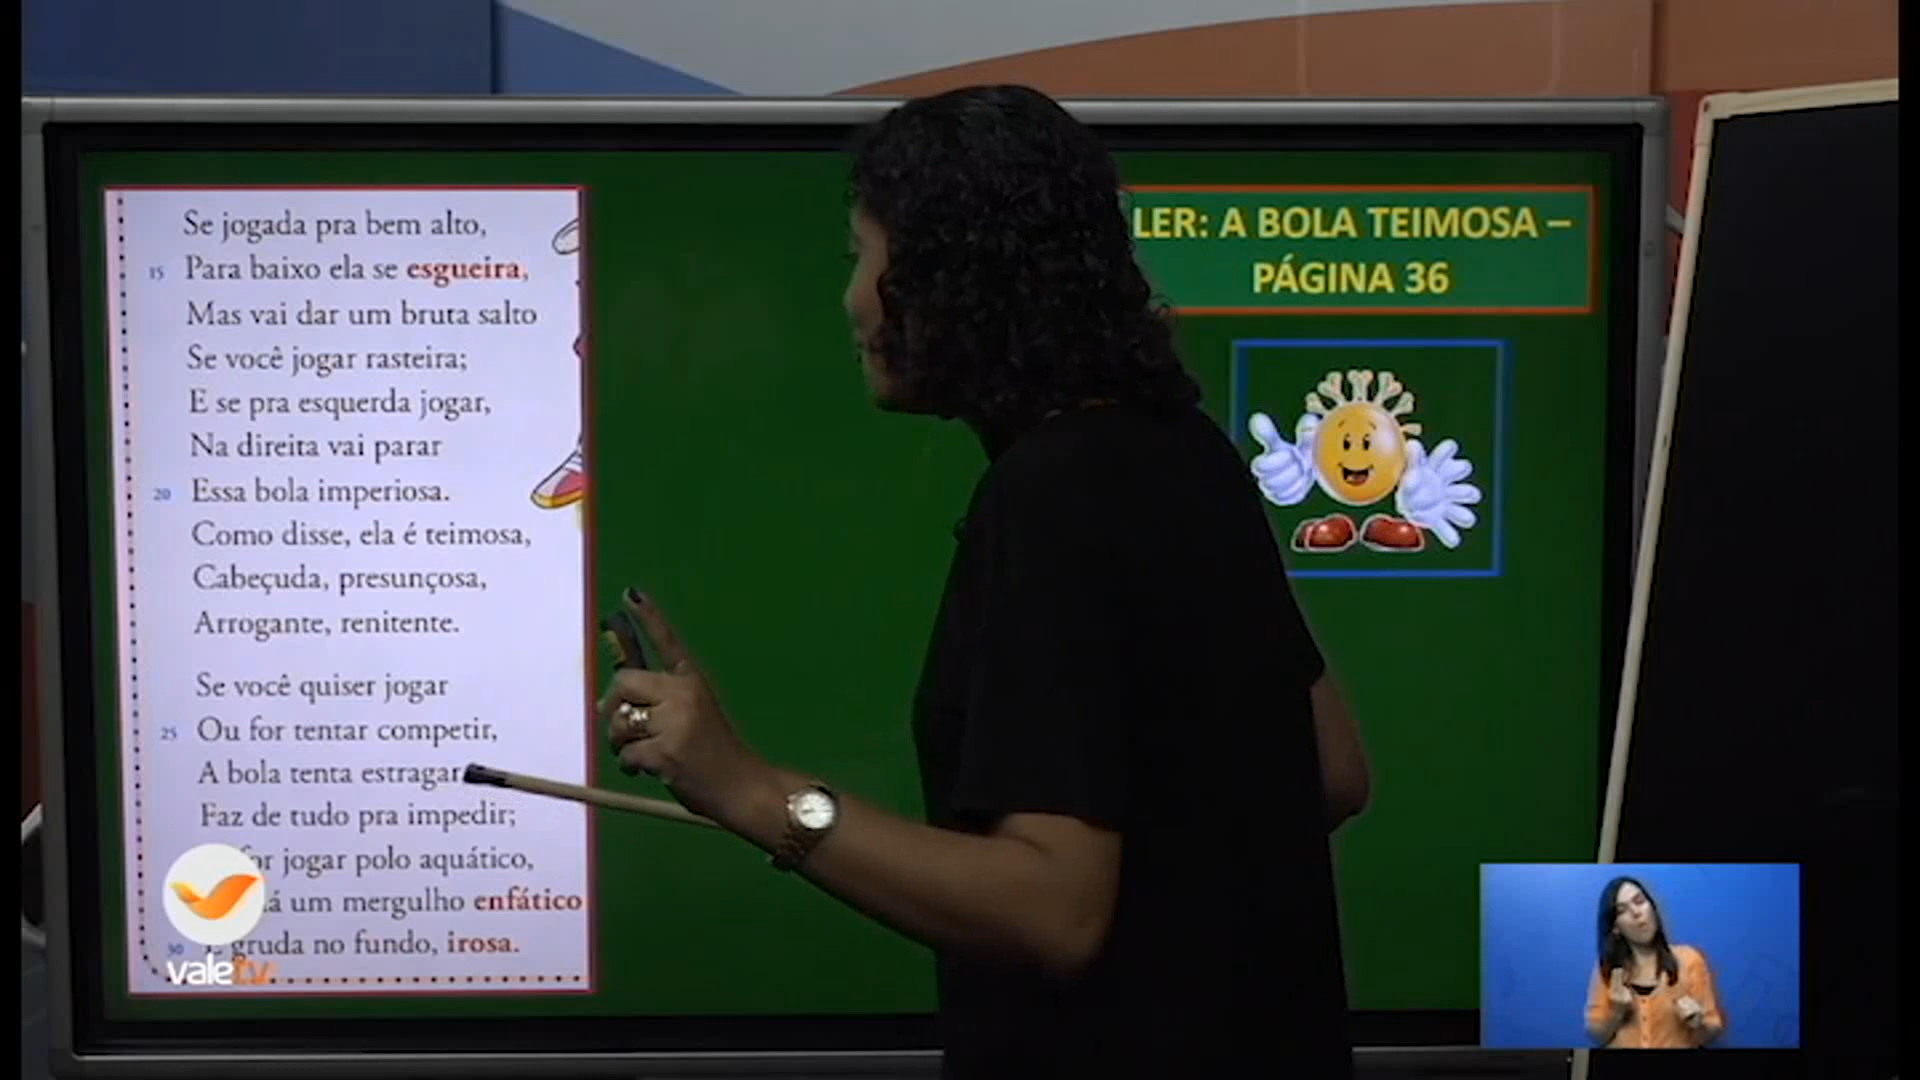 Se jogada pra bem alto,
15 Para baixo ela se esgueira,
Mas vai dar um bruta salto
Se você jogar rasteira;
E se pra esquerda jogar,
Na direita vai parar
20 Essa bola imperiosa.
Como disse, ela é teimosa,
Cabeçuda, presunçosa,
Arrogante, renitente.
Se você quiser jogar
25 Ou for tentar competir,
A bola tenta estragar
Faz de tudo pra impedir;
jogar polo aquático,
um mergulho enfático
30 E gruda no fundo, irosa.
valetv
LER: A BOLA TEIMOSA –
PÁGINA 36